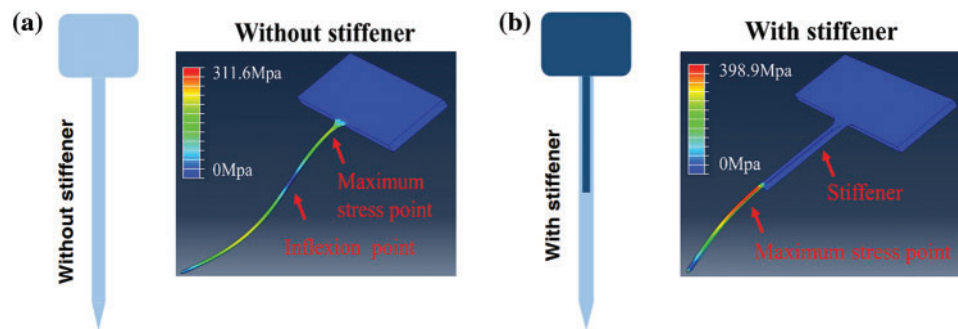 (a)
Without stiffener
Without stiffener
311.6Mpa
0Mpa
Maximum
stress point
Inflexion point
(b)
With stiffener
With stiffener
398.9Mpa
0Mpa
Stiffener
Maximum stress point